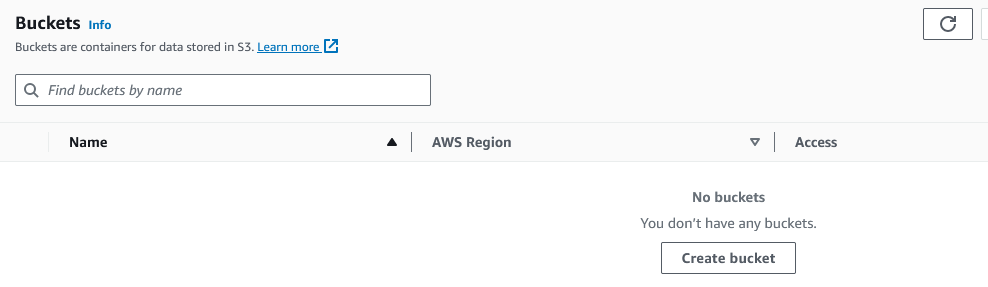 Buckets Info
Buckets are containers for data stored in S3. Learn more
Find buckets by name
Name AWS Region Access
No buckets
You don’t have any buckets.
Create bucket